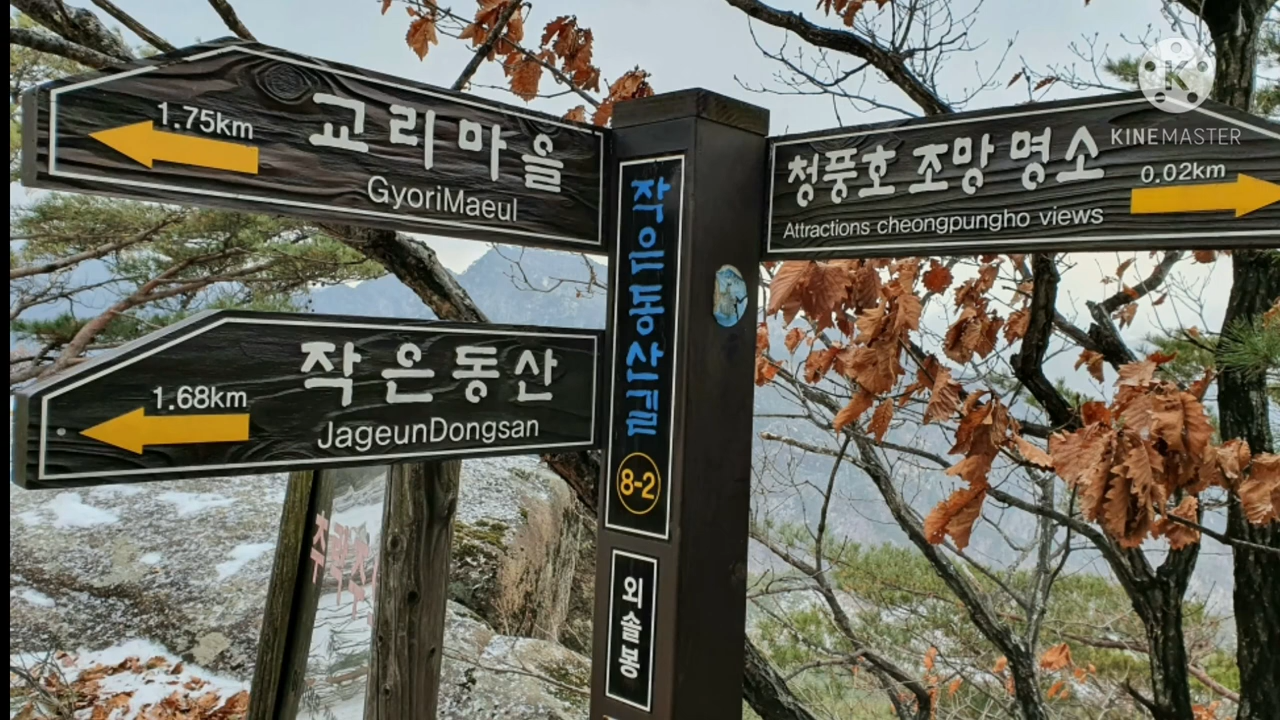 1.75km
교리마을
GyoriMaeul
1.68km
작은동산
JageunDongsan
작은동산길
8-2
외솔봉
청풍호 조망 명소
0.02km
Attractions cheongpungho views
KINEMASTER